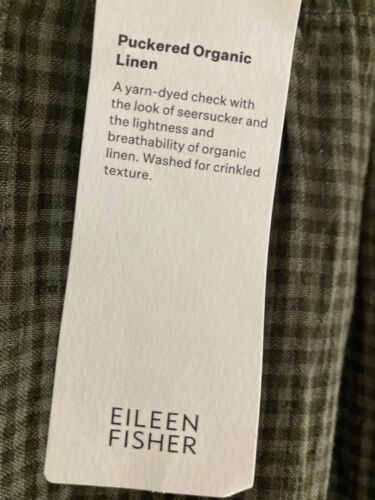 Puckered Organic
Linen
A yarn-dyed check with
the look of seersucker and
the lightness and
breathability of organic
linen. Washed for crinkled
texture.
EILEEN
FISHER